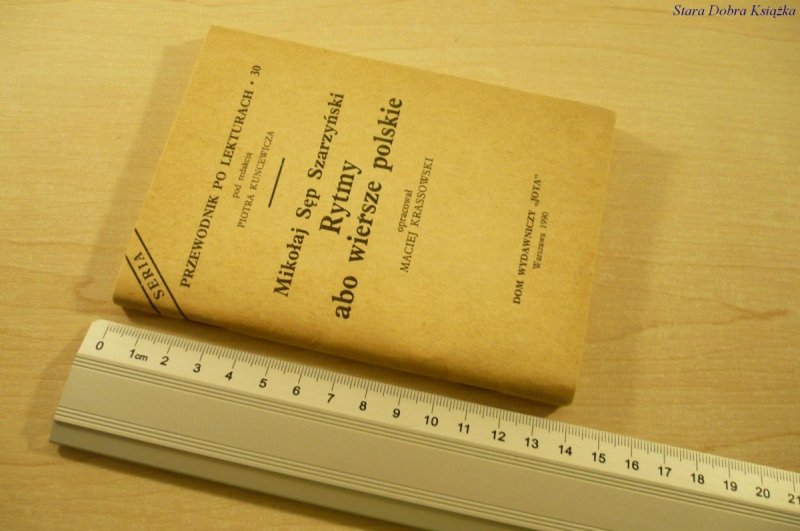 Stara Dobra Książka
SERIA
PRZEWODNIK PO LEKTURACH • 30
pod redakcją
PIOTRA KUNCEWICZA
Mikołaj Sęp Szarzyński
Rytmy
abo wiersze polskie
opracował
MACIEJ KRASSOWSKI
DOM WYDAWNICZY „JOTA”
Warszawa 1990
0 1cm 2 3 4 5 6 7 8 9 10 11 12 13 14 15 16 17 18 19 20 21